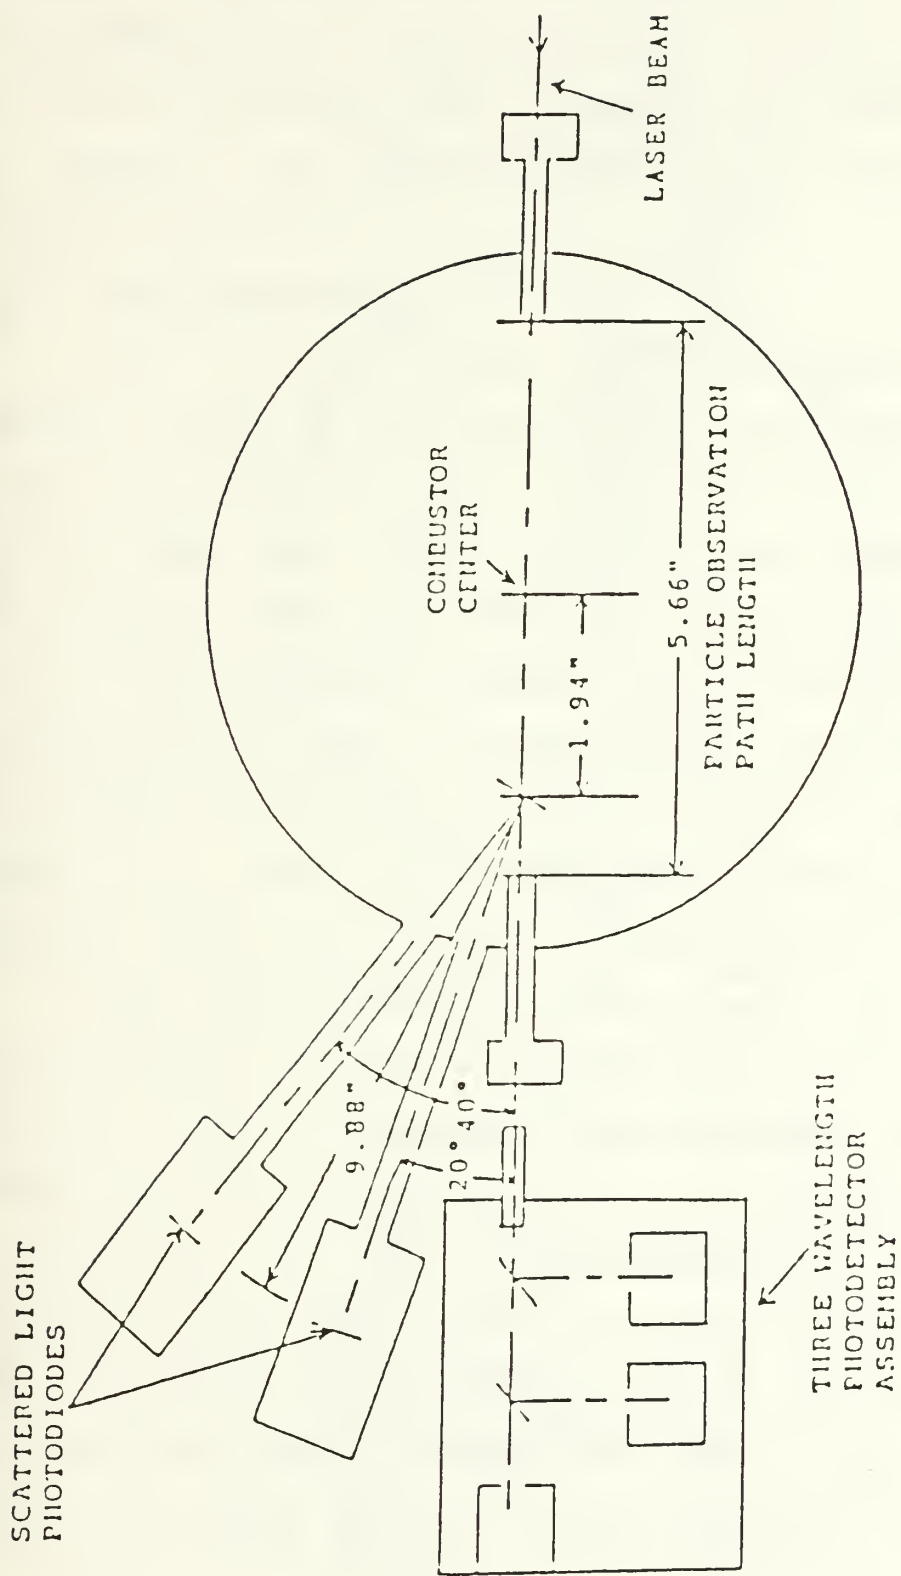 SCATTERED LIGHT
PHOTODIODES
9.88"
20°
40°
COMBUSTOR
CENTER
1.94"
5.66"
PARTICLE OBSERVATION
PATH LENGTH
LASER BEAM
THREE WAVELENGTH
PHOTODETECTOR
ASSEMBLY